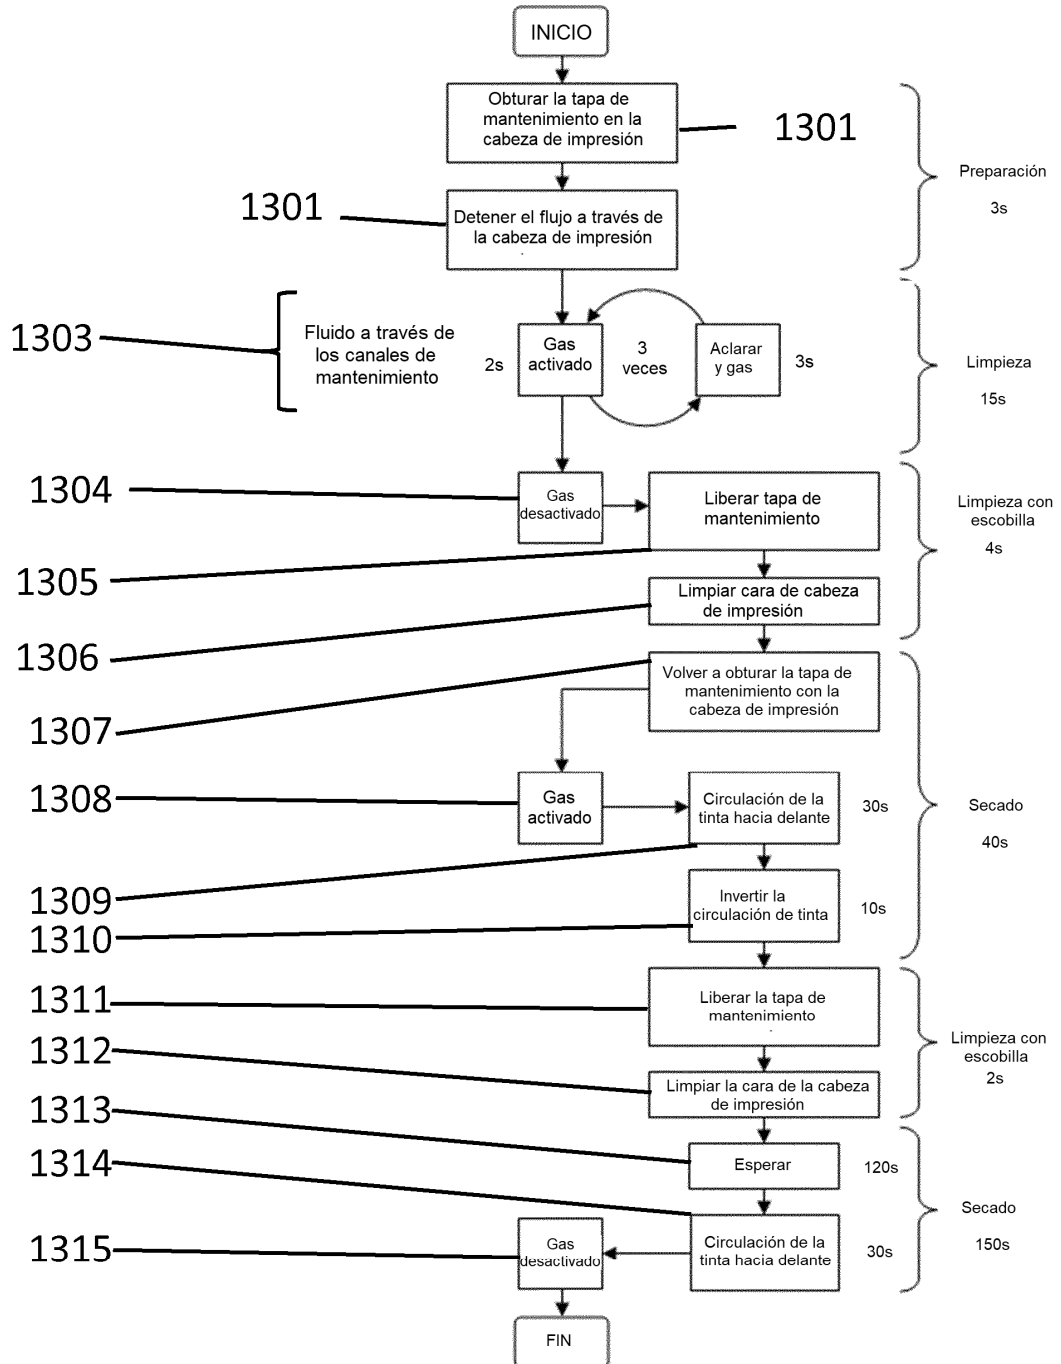 INICIO
Obturar la tapa de
mantenimiento en la
cabeza de impresión
1301
Preparación
3s
1301
Detener el flujo a través de
la cabeza de impresión
1303
Fluido a través de
los canales de
mantenimiento
2s
Gas
activado
3
veces
Aclarar
y gas
3s
Limpieza
15s
1304
Gas
desactivado
Liberar tapa de
mantenimiento
Limpieza con
escobilla
4s
1305
Limpiar cara de cabeza
de impresión
1306
Volver a obturar la tapa de
mantenimiento con la
cabeza de impresión
1307
1308
Gas
activado
Circulación de la
tinta hacia delante
30s
Secado
40s
1309
Invertir la
circulación de tinta
10s
1310
1311
Liberar la tapa de
mantenimiento
1312
Limpieza con
escobilla
2s
Limpiar la cara de la cabeza
de impresión
1313
Esperar
120s
1314
Secado
150s
1315
Gas
desactivado
Circulación de la
tinta hacia delante
30s
FIN